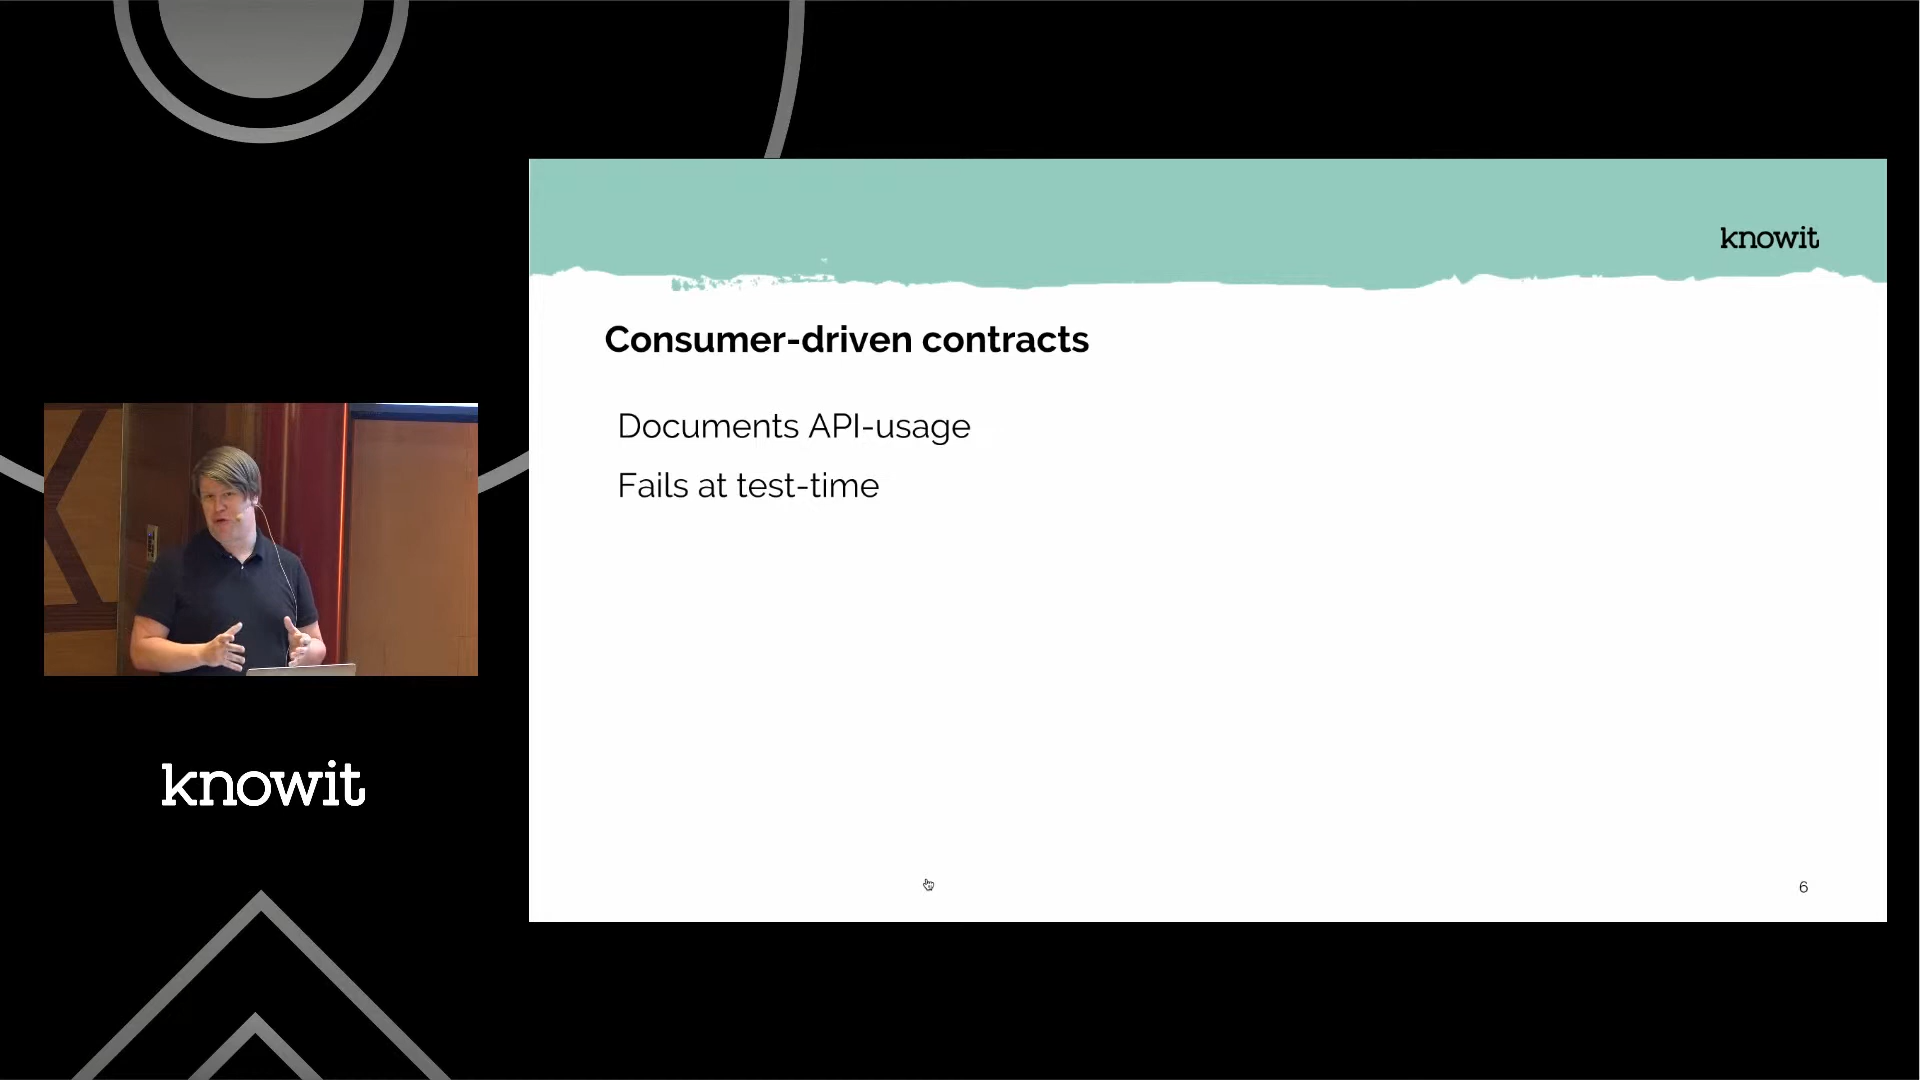 knowit
Consumer-driven contracts
Documents API-usage
Fails at test-time
6
knowit